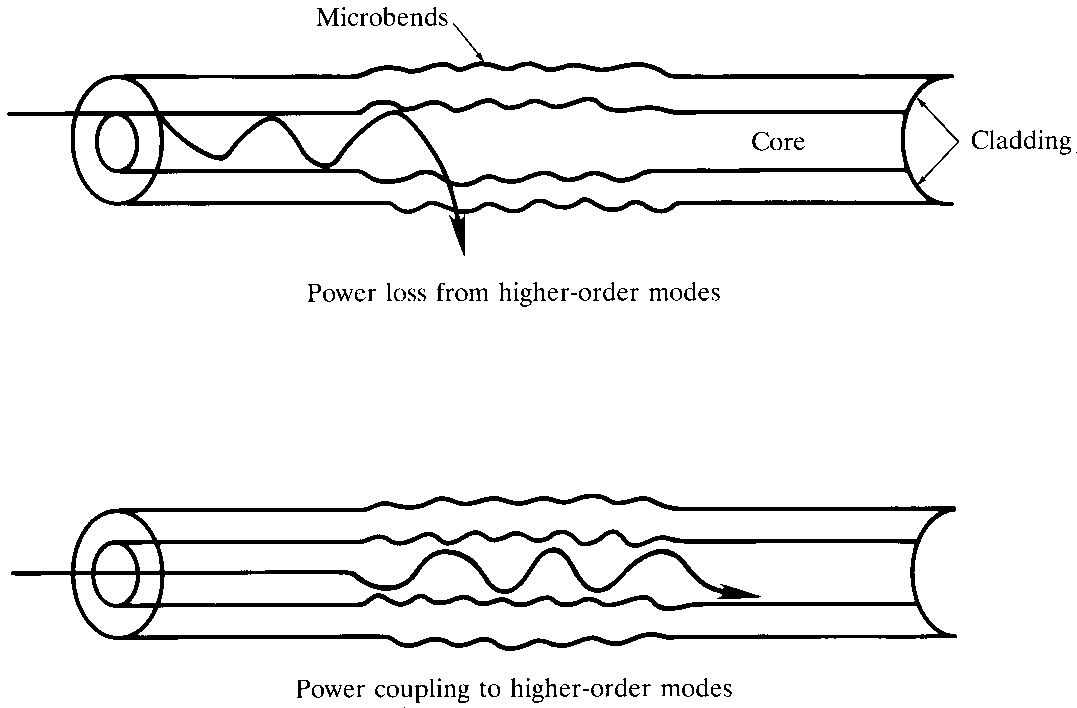 Microbends
Core
Cladding
Power loss from higher-order modes
Power coupling to higher-order modes